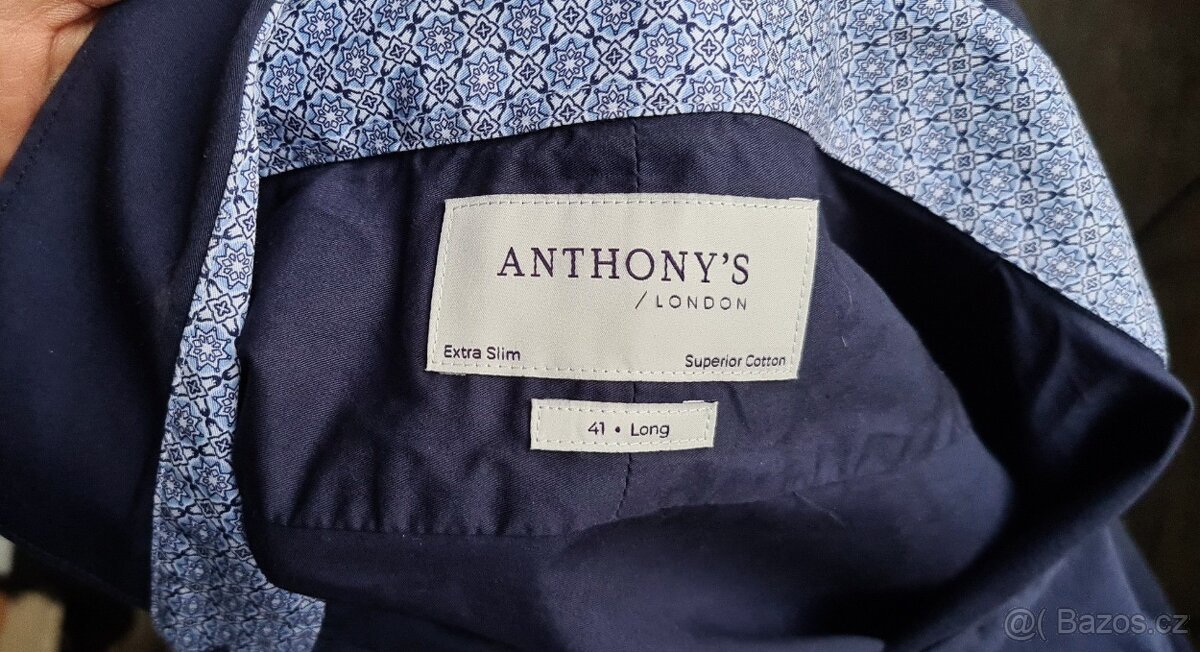 ANTHONY'S
/ LONDON
Extra Slim
Superior Cotton
41 • Long
@( Bazos.cz